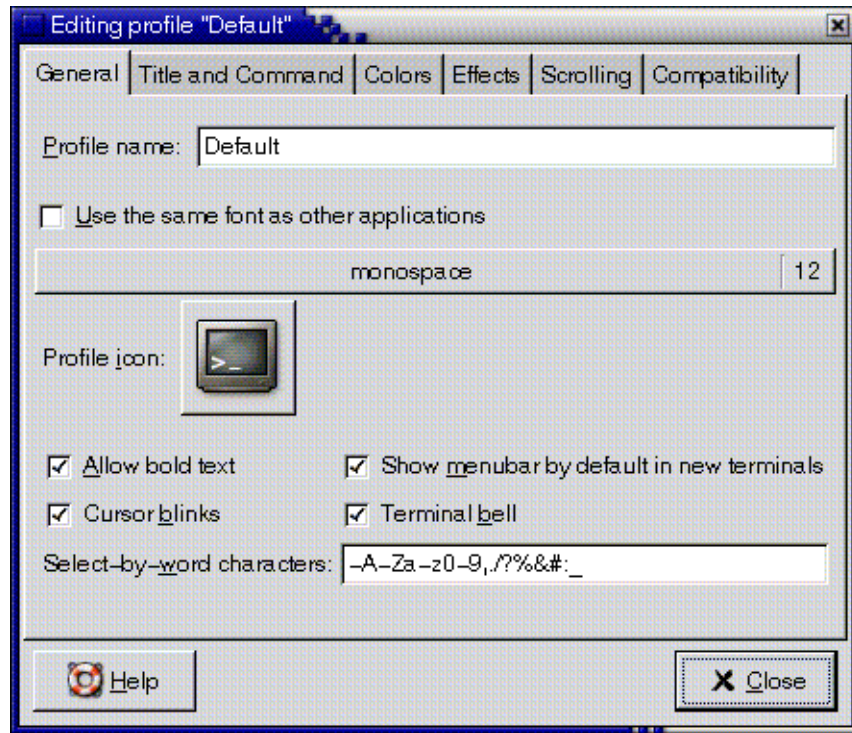 Editing profile "Default"
General Title and Command Colors Effects Scrolling Compatibility
Profile name: Default
Use the same font as other applications
monospace 12
>_
Profile icon:
Allow bold text Show menubar by default in new terminals
Cursor blinks Terminal bell
Select-by-word characters: -A-Za-z0-9,./?%&#:_
Help Close